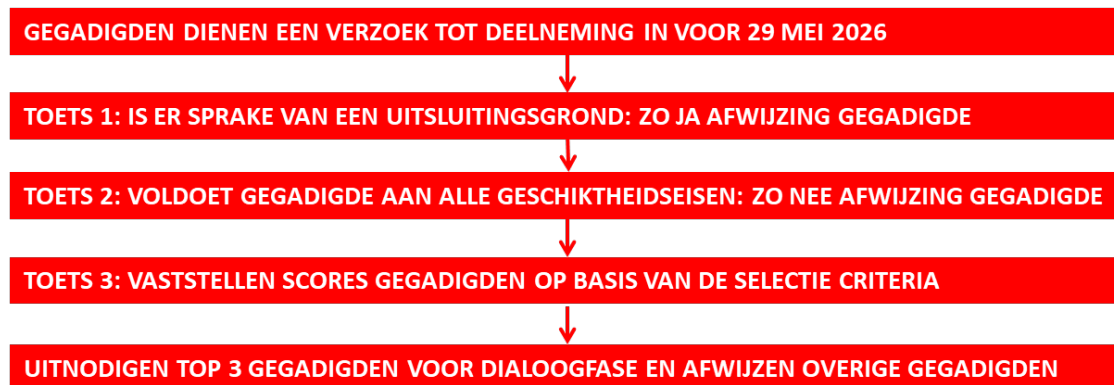 GEGADIGDEN DIENEN EEN VERZOEK TOT DEELNEMING IN VOOR 29 MEI 2026
TOETS 1: IS ER SPRAKE VAN EEN UITSLUITINGSGROND: ZO JA AFWIJZING GEGADIGDE
TOETS 2: VOLDOET GEGADIGDE AAN ALLE GESCHIKTHEIDSEISEN: ZO NEE AFWIJZING GEGADIGDE
TOETS 3: VASTSTELLEN SCORES GEGADIGDEN OP BASIS VAN DE SELECTIE CRITERIA
UITNODIGEN TOP 3 GEGADIGDEN VOOR DIALOOGFASE EN AFWIJZEN OVERIGE GEGADIGDEN